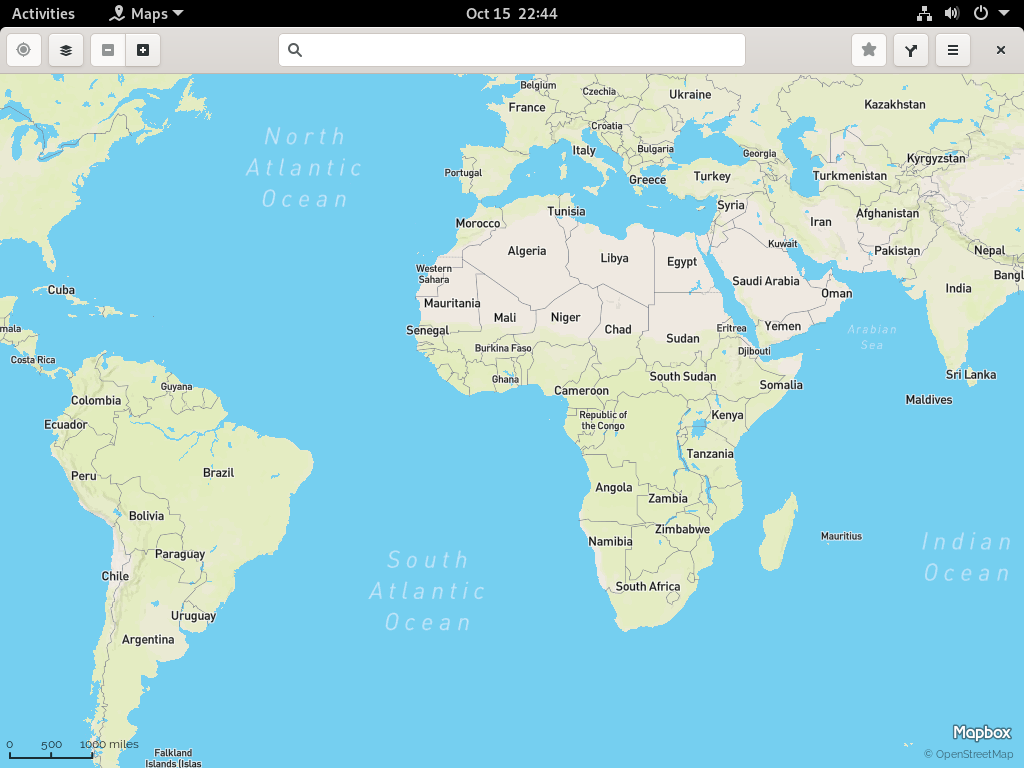 Activities
Maps
Oct 15 22:44
Belgium
Czechia
Ukraine
France
Kazakhstan
Croatia
North
Atlantic
Ocean
Italy
Bulgaria
Georgia
Kyrgyzstan
Portugal
Greece
Turkey
Turkmenistan
Syria
Tunisia
Afghanistan
Morocco
Iran
Kuwait
Algeria
Libya
Egypt
Pakistan
Nepal
Western
Sahara
Saudi Arabia
Bangl
Cuba
India
Oman
Mauritania
Mali
Niger
Chad
mala
Senegal
Eritrea
Yemen
Arabian
Sea
Sudan
Burkina Faso
Djibouti
Costa Rica
Ghana
South Sudan
Sri Lanka
Guyana
Cameroon
Somalia
Colombia
Maldives
Republic of
the Congo
Kenya
Ecuador
Tanzania
Brazil
Peru
Angola
Zambia
Bolivia
Zimbabwe
Mauritius
Namibia
Indian
Ocean
Paraguay
South
Atlantic
Ocean
Chile
South Africa
Uruguay
Argentina
Mapbox
0 500 1000 miles
Falkland
Islands (Islas
© OpenStreetMap